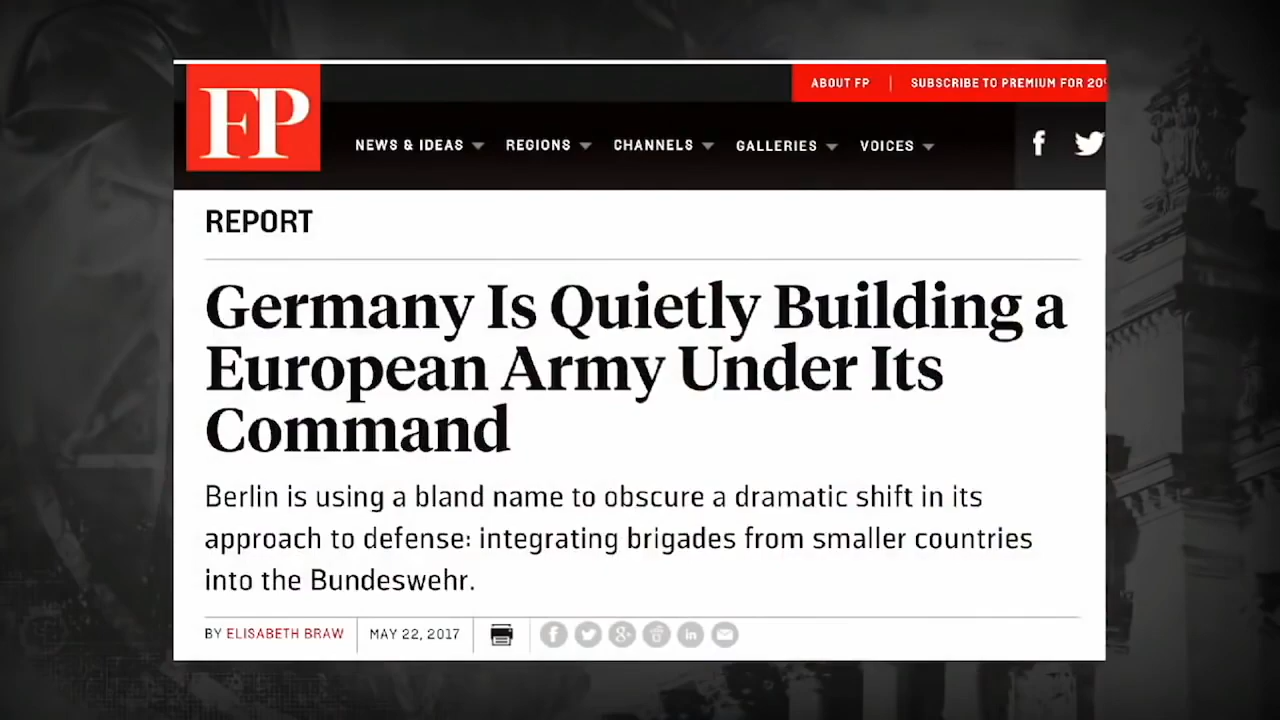 ABOUT FP | SUBSCRIBE TO PREMIUM FOR 20
FP
NEWS & IDEAS REGIONS CHANNELS GALLERIES VOICES
REPORT
Germany Is Quietly Building a
European Army Under Its
Command
Berlin is using a bland name to obscure a dramatic shift in its
approach to defense: integrating brigades from smaller countries
into the Bundeswehr.
BY ELISABETH BRAW MAY 22, 2017